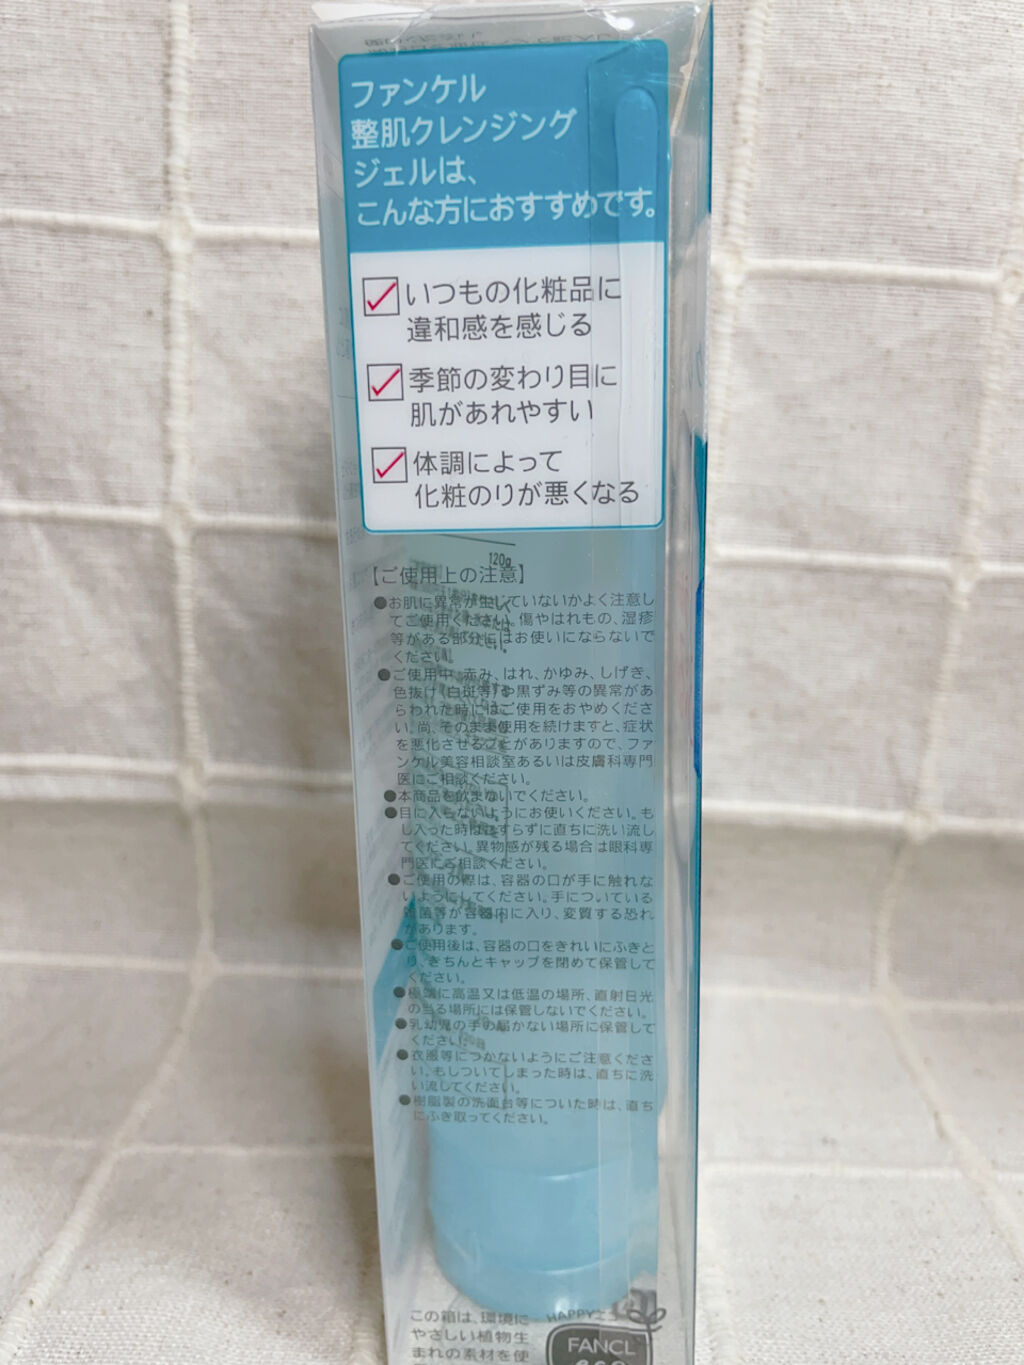 ファンケル
整肌クレンジング
ジェルは、
こんな方におすすめです。
いつもの化粧品に
違和感を感じる
季節の変わり目に
肌があれやすい
体調によって
化粧のりが悪くなる
120g
【ご使用上の注意】
●お肌に異常が生じていないかよく注意し
てご使用ください。傷やはれもの、湿疹
等がある部分にはお使いにならないで
ください。
●ご使用中、赤み、はれ、かゆみ、しげき、
色抜け(白斑等)や黒ずみ等の異常があ
らわれた時にはご使用をおやめくださ
い。尚、そのまま使用を続けますと、症状
を悪化させることがありますので、ファ
ンケル美容相談室あるいは皮膚科専門
医にご相談ください。
●本商品を飲まないでください。
●目に入らないようにお使いください。も
し入った時はこすらずに直ちに洗い流し
てください。異物感が残る場合は眼科専
門医にご相談ください。
●ご使用の際は、容器の口が手に触れな
いようにしてください。手についている
雑菌等が容器内に入り、変質する恐れ
があります。
●ご使用後は、容器の口をきれいにふきと
り、きちんとキャップを閉めて保管して
ください。
●極端に高温又は低温の場所、直射日光
の当る場所には保管しないでください。
●乳幼児の手の届かない場所に保管して
ください。
●衣服等につかないようにご注意くださ
い。もしついてしまった時は、直ちに洗
い流してください。
●樹脂製の洗面台等についた時は、直ち
にふき取ってください。
この箱は、環境に
やさしい植物生
まれの素材を使
HAPPYエコ
FANCL
eco